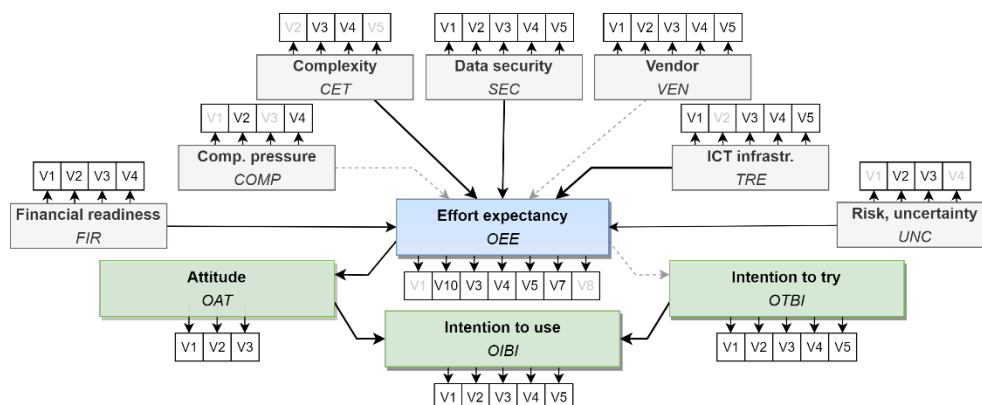 V2 V3 V4 V5
V1 V2 V3 V4 V5
V1 V2 V3 V4 V5
Complexity
CET
Data security
SEC
Vendor
VEN
V1 V2 V3 V4
V1 V2 V3 V4 V5
Comp. pressure
COMP
ICT infrastr.
TRE
V1 V2 V3 V4
V1 V2 V3 V4
Financial readiness
FIR
Effort expectancy
OEE
Risk, uncertainty
UNC
V1 V10 V3 V4 V5 V7 V8
Attitude
OAT
Intention to try
OTBI
Intention to use
OIBI
V1 V2 V3
V1 V2 V3 V4 V5
V1 V2 V3 V4 V5